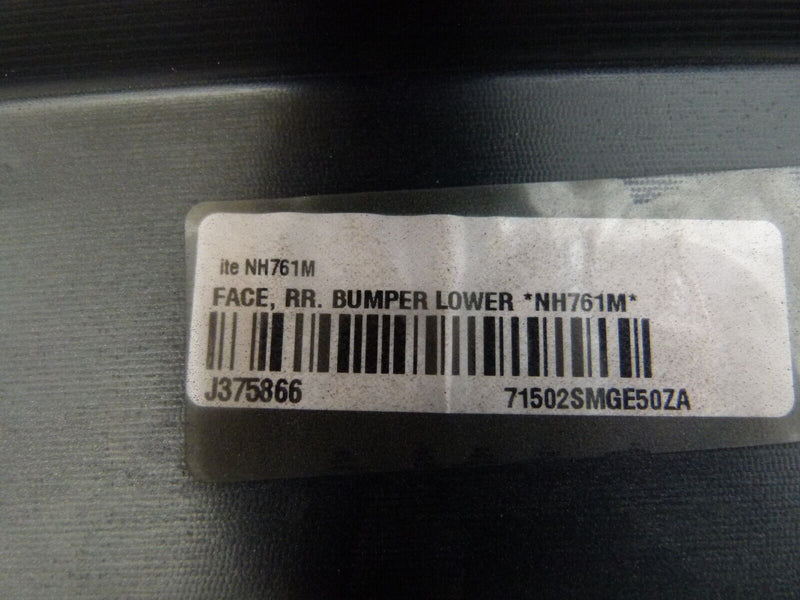 ite NH761M
FACE, RR. BUMPER LOWER *NH761M*
J375866 71502SMGE50ZA